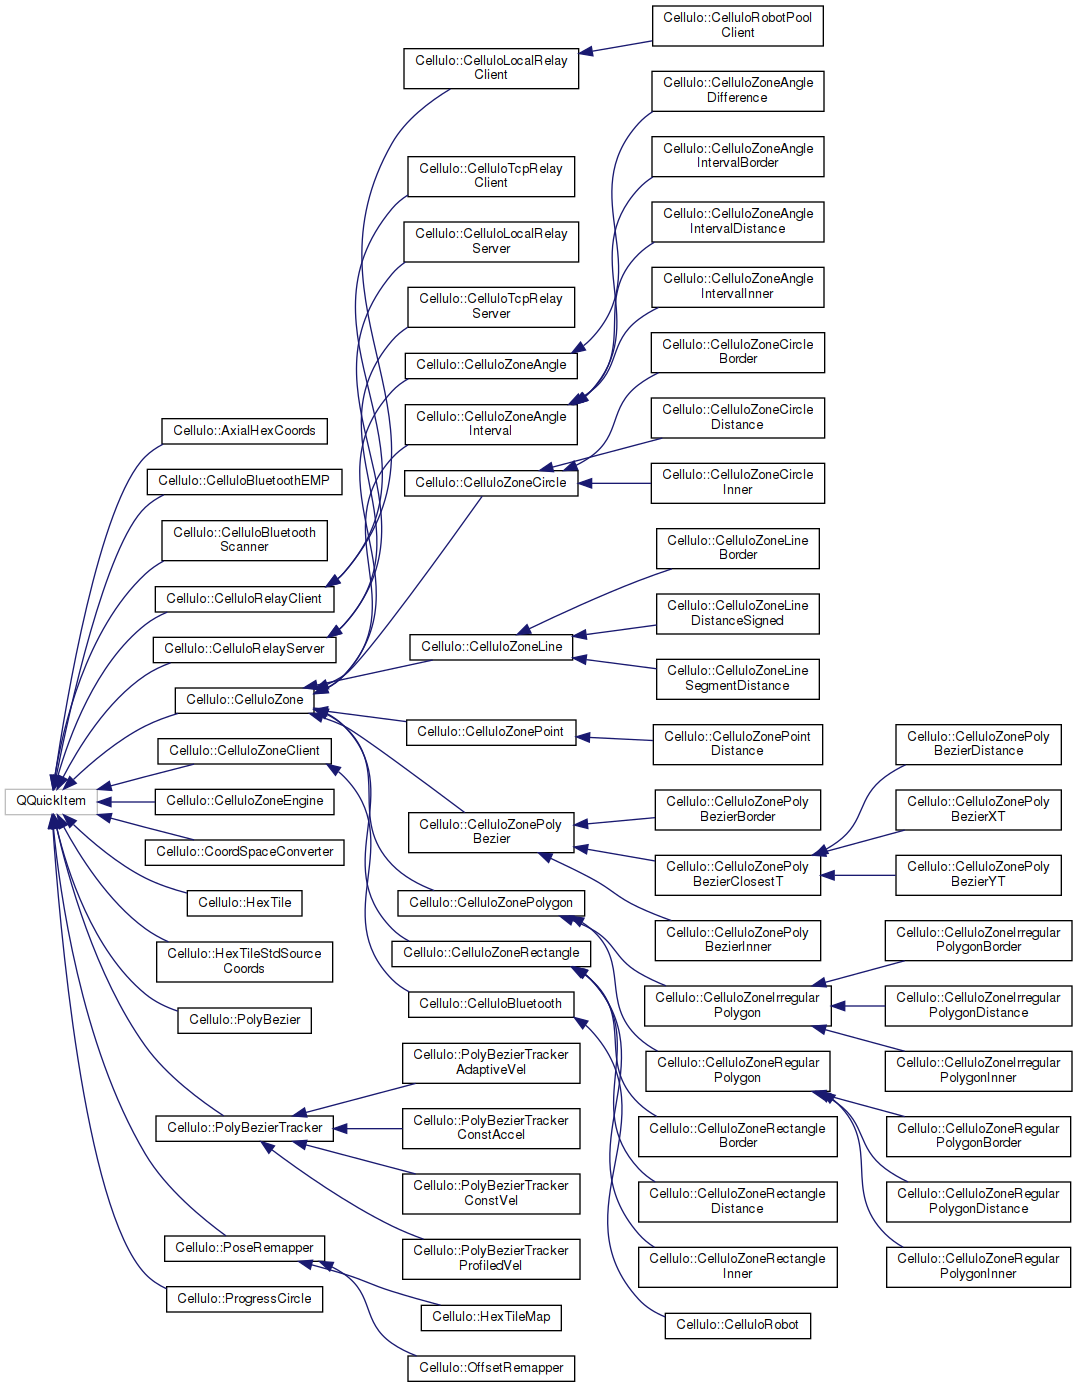 QQuickItem
Cellulo::AxialHexCoords
Cellulo::CelluloBluetoothEMP
Cellulo::CelluloBluetooth
Scanner
Cellulo::CelluloRelayClient
Cellulo::CelluloRelayServer
Cellulo::CelluloZone
Cellulo::CelluloZoneClient
Cellulo::CelluloZoneEngine
Cellulo::CoordSpaceConverter
Cellulo::HexTile
Cellulo::HexTileStdSource
Coords
Cellulo::PolyBezier
Cellulo::PolyBezierTracker
Cellulo::PoseRemapper
Cellulo::ProgressCircle
Cellulo::CelluloLocalRelay
Client
Cellulo::CelluloTcpRelay
Client
Cellulo::CelluloLocalRelay
Server
Cellulo::CelluloTcpRelay
Server
Cellulo::CelluloZoneAngle
Cellulo::CelluloZoneAngle
Interval
Cellulo::CelluloZoneCircle
Cellulo::CelluloZoneLine
Cellulo::CelluloZonePoint
Cellulo::CelluloZonePoly
Bezier
Cellulo::CelluloZonePolygon
Cellulo::CelluloZoneRectangle
Cellulo::CelluloBluetooth
Cellulo::PolyBezierTracker
AdaptiveVel
Cellulo::PolyBezierTracker
ConstAccel
Cellulo::PolyBezierTracker
ConstVel
Cellulo::PolyBezierTracker
ProfiledVel
Cellulo::HexTileMap
Cellulo::OffsetRemapper
Cellulo::CelluloRobotPool
Client
Cellulo::CelluloZoneAngle
Difference
Cellulo::CelluloZoneAngle
IntervalBorder
Cellulo::CelluloZoneAngle
IntervalDistance
Cellulo::CelluloZoneAngle
IntervalInner
Cellulo::CelluloZoneCircle
Border
Cellulo::CelluloZoneCircle
Distance
Cellulo::CelluloZoneCircle
Inner
Cellulo::CelluloZoneLine
Border
Cellulo::CelluloZoneLine
DistanceSigned
Cellulo::CelluloZoneLine
SegmentDistance
Cellulo::CelluloZonePoint
Distance
Cellulo::CelluloZonePoly
BezierBorder
Cellulo::CelluloZonePoly
BezierClosestT
Cellulo::CelluloZonePoly
BezierInner
Cellulo::CelluloZoneIrregular
Polygon
Cellulo::CelluloZoneRegular
Polygon
Cellulo::CelluloZoneRectangle
Border
Cellulo::CelluloZoneRectangle
Distance
Cellulo::CelluloZoneRectangle
Inner
Cellulo::CelluloRobot
Cellulo::CelluloZonePoly
BezierDistance
Cellulo::CelluloZonePoly
BezierXT
Cellulo::CelluloZonePoly
BezierYT
Cellulo::CelluloZoneIrregular
PolygonBorder
Cellulo::CelluloZoneIrregular
PolygonDistance
Cellulo::CelluloZoneIrregular
PolygonInner
Cellulo::CelluloZoneRegular
PolygonBorder
Cellulo::CelluloZoneRegular
PolygonDistance
Cellulo::CelluloZoneRegular
PolygonInner